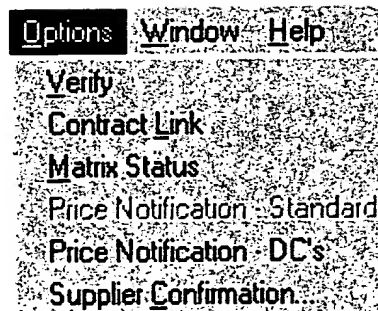 Options Window Help
Verify
Contract Link
Matrix Status
Price Notification - Standard
Price Notification - DC's
Supplier Confirmation...